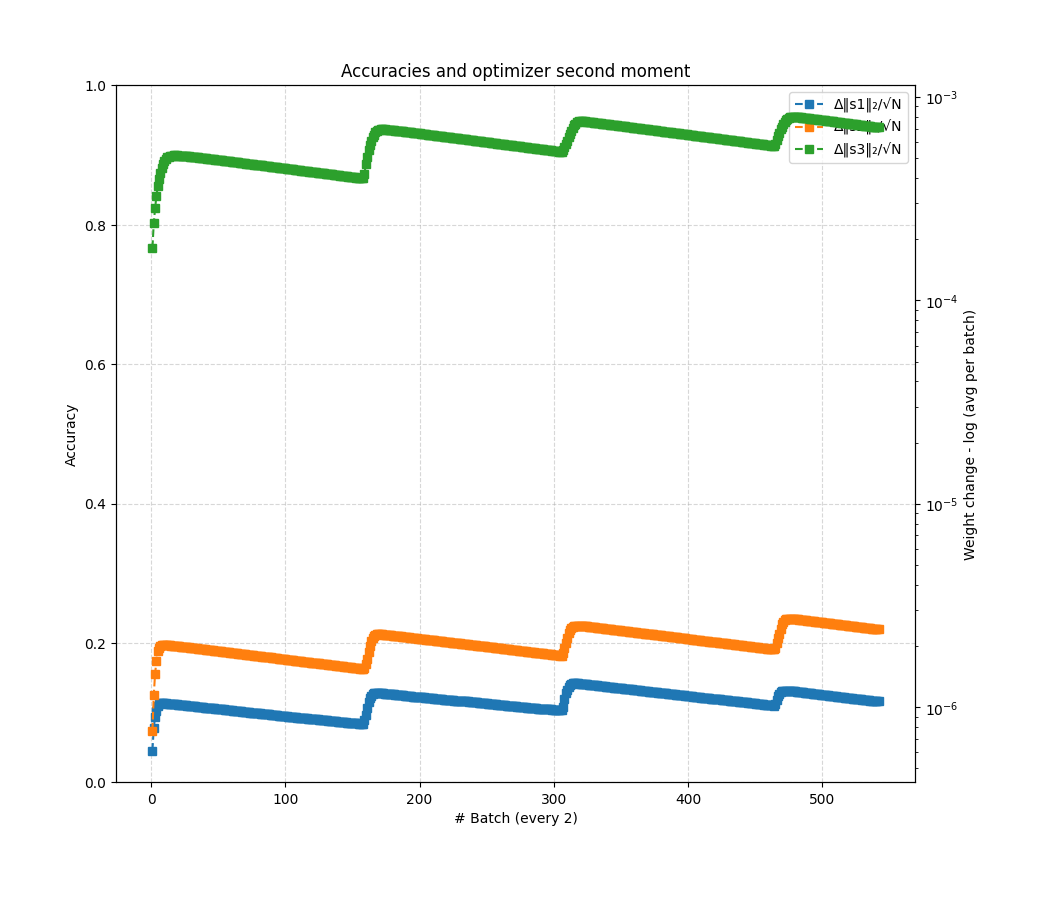 Accuracies and optimizer second moment
1.0
0.8
0.6
0.4
0.2
0.0
Accuracy
0
100
200
300
400
500
# Batch (every 2)
10⁻³
10⁻⁴
10⁻⁵
10⁻⁶
Weight change - log (avg per batch)
Δ‖s1‖₂/√N
Δ‖s2‖₂/√N
Δ‖s3‖₂/√N